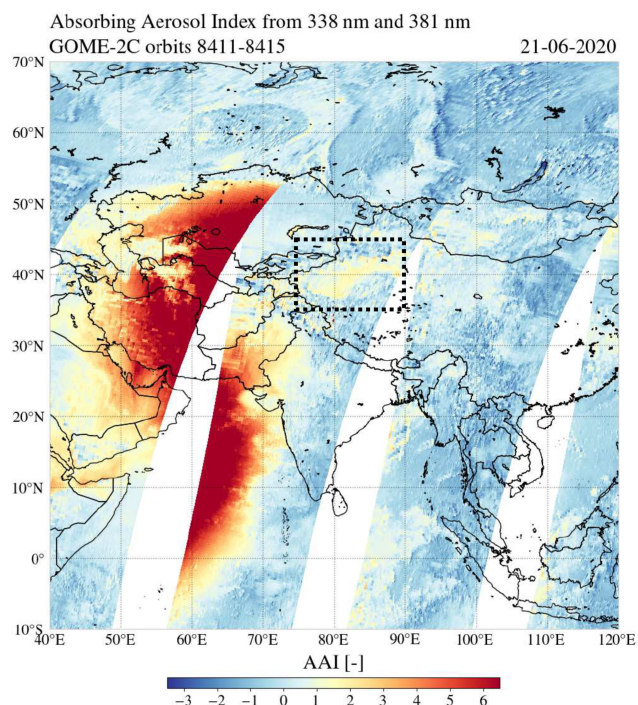 Absorbing Aerosol Index from 338 nm and 381 nm
GOME-2C orbits 8411-8415 21-06-2020
70°N
60°N
50°N
40°N
30°N
20°N
10°N
0°
10°S
40°E 50°E 60°E 70°E 80°E 90°E 100°E 110°E 120°E
AAI [-]
−3 −2 −1 0 1 2 3 4 5 6